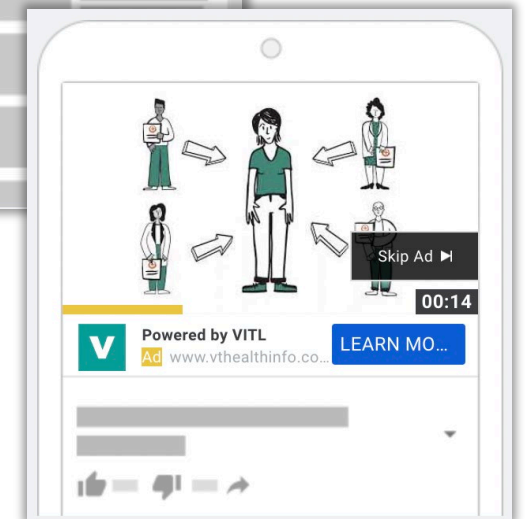 Skip Ad
00:14
V
Powered by VITL
Ad www.vthealthinfo.co...
LEARN MO...